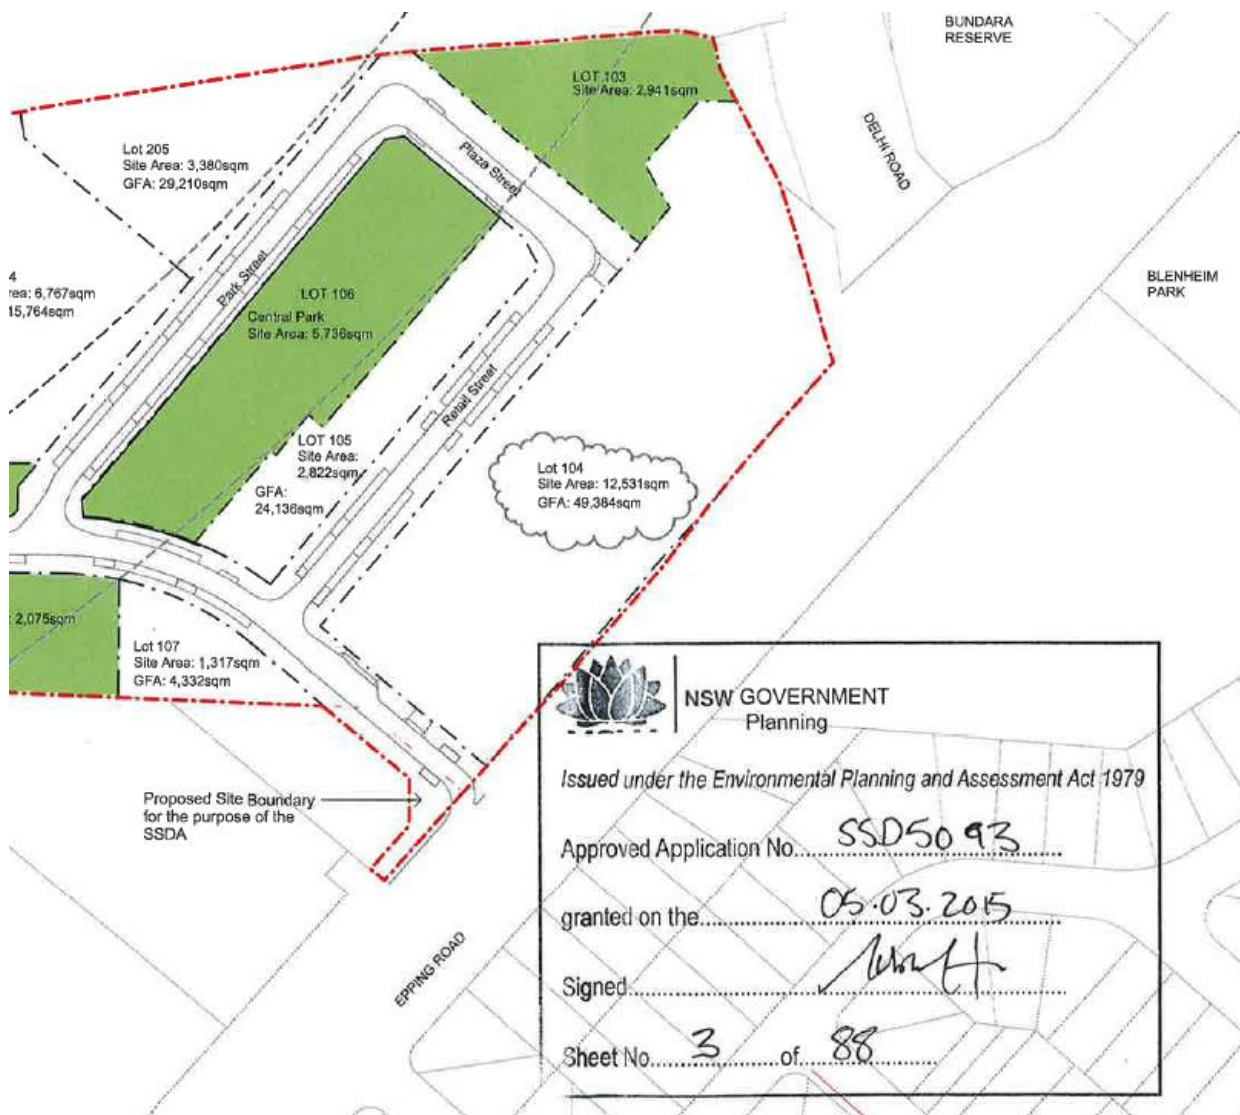 BUNDARA
RESERVE
LOT 103
Site Area: 2,941sqm
DELHI ROAD
Lot 205
Site Area: 3,380sqm
GFA: 29,210sqm
Plaza Street
4
rea: 6,767sqm
15,764sqm
Park Street
BLENHEIM
PARK
LOT 106
Central Park
Site Area: 5,736sqm
Retail Street
LOT 105
Site Area:
2,822sqm
GFA:
24,136sqm
Lot 104
Site Area: 12,531sqm
GFA: 49,384sqm
: 2,075sqm
Lot 107
Site Area: 1,317sqm
GFA: 4,332sqm
Proposed Site Boundary
for the purpose of the
SSDA
EPPING ROAD
NSW GOVERNMENT
Planning
Issued under the Environmental Planning and Assessment Act 1979
Approved Application No. SSD5093
granted on the 05.03.2015
Signed
Sheet No. 3 of 88